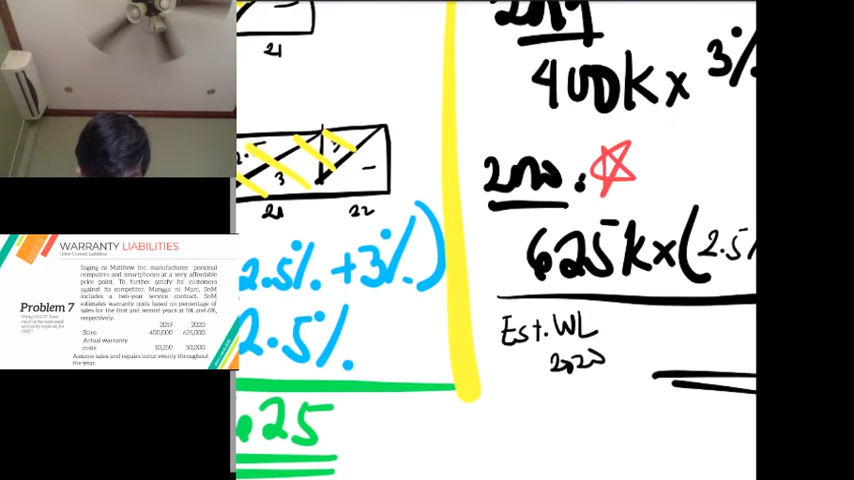 WARRANTY LIABILITIES
Other Current Liabilities
Saging ni Matthew Inc. manufactures personal
computers and smartphones at a very affordable
price point. To further satisfy its customers
against its competitor, Mangga ni Marc, SnM
includes a two-year service contract. SnM
estimates warranty costs based on percentage of
sales for the first and second years at 5% and 6%,
respectively.
Problem 7
2019 2020
Sales 400,000 625,000
Actual warranty
costs 10,250 50,000
Assume sales and repairs occur evenly throughout
the year.
21
3
21
22
2.5% + 3%)
2.5%
25
2019
400K x 3%
2020 :
625K x (2.5%
Est. WL
2020